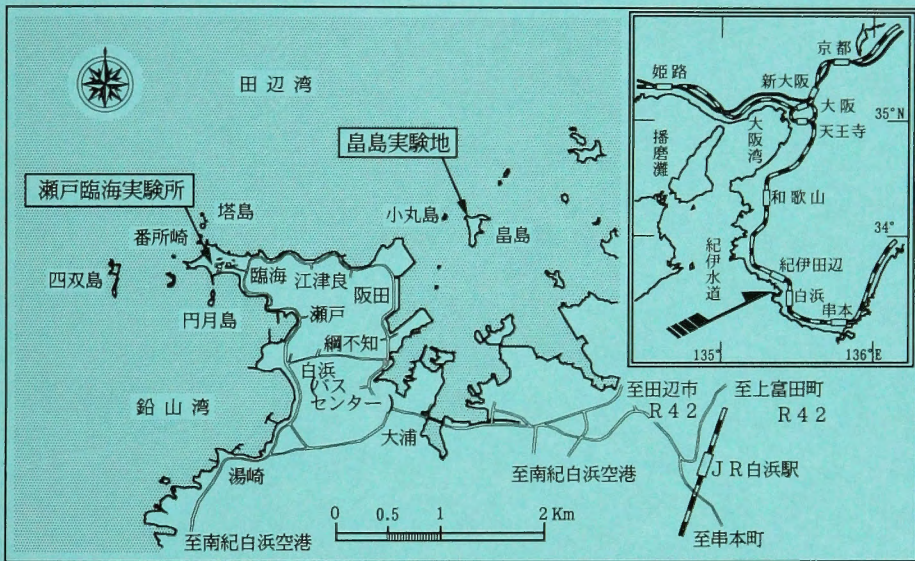 田辺湾
畠島実験地
瀬戸臨海実験所
塔島
番所崎
四双島
円月島
臨海
江津良
瀬戸
阪田
綱不知
白浜
バス
センター
小丸島
畠島
鉛山湾
湯崎
大浦
至南紀白浜空港
至南紀白浜空港
至田辺市
R42
至上富田町
R42
JR白浜駅
至串本町
0 0.5 1 2 Km
京都
姫路
新大阪
大阪
天王寺
35°N
播磨灘
大阪湾
和歌山
34°
紀伊水道
紀伊田辺
白浜
串本
135°
136°E